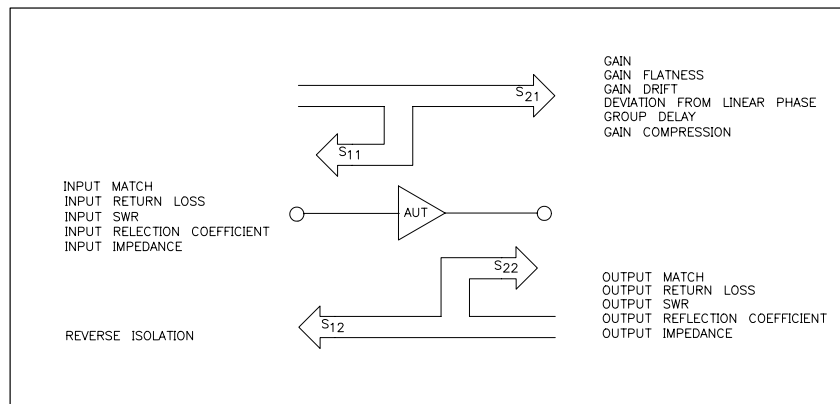 GAIN
GAIN FLATNESS
GAIN DRIFT
DEVIATION FROM LINEAR PHASE
GROUP DELAY
GAIN COMPRESSION
S21
S11
INPUT MATCH
INPUT RETURN LOSS
INPUT SWR
INPUT RELECTION COEFFICIENT
INPUT IMPEDANCE
AUT
S22
OUTPUT MATCH
OUTPUT RETURN LOSS
OUTPUT SWR
OUTPUT REFLECTION COEFFICIENT
OUTPUT IMPEDANCE
S12
REVERSE ISOLATION